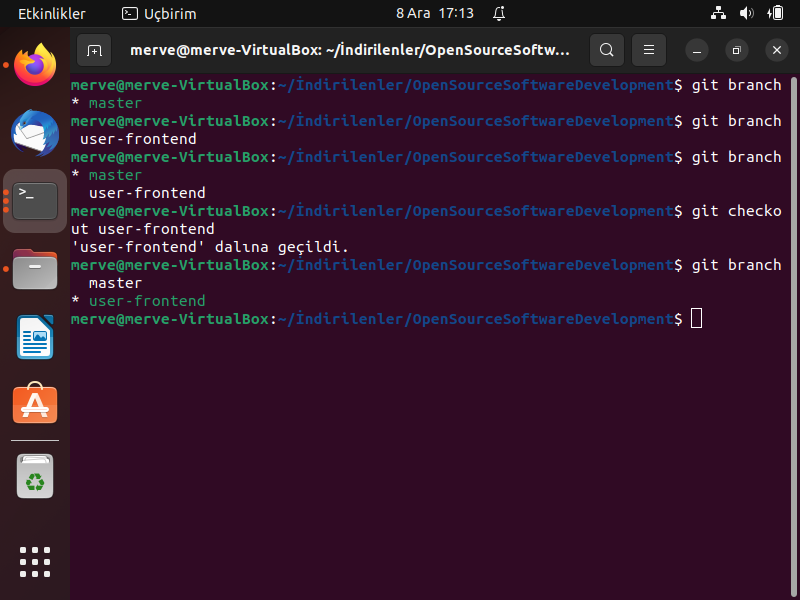 Etkinlikler
Uçbirim
8 Ara 17:13
merve@merve-VirtualBox: ~/İndirilenler/OpenSourceSoftw…
merve@merve-VirtualBox:~/İndirilenler/OpenSourceSoftwareDevelopment$ git branch
* master
merve@merve-VirtualBox:~/İndirilenler/OpenSourceSoftwareDevelopment$ git branch
 user-frontend
merve@merve-VirtualBox:~/İndirilenler/OpenSourceSoftwareDevelopment$ git branch
* master
  user-frontend
merve@merve-VirtualBox:~/İndirilenler/OpenSourceSoftwareDevelopment$ git checko
ut user-frontend
'user-frontend' dalına geçildi.
merve@merve-VirtualBox:~/İndirilenler/OpenSourceSoftwareDevelopment$ git branch
  master
* user-frontend
merve@merve-VirtualBox:~/İndirilenler/OpenSourceSoftwareDevelopment$